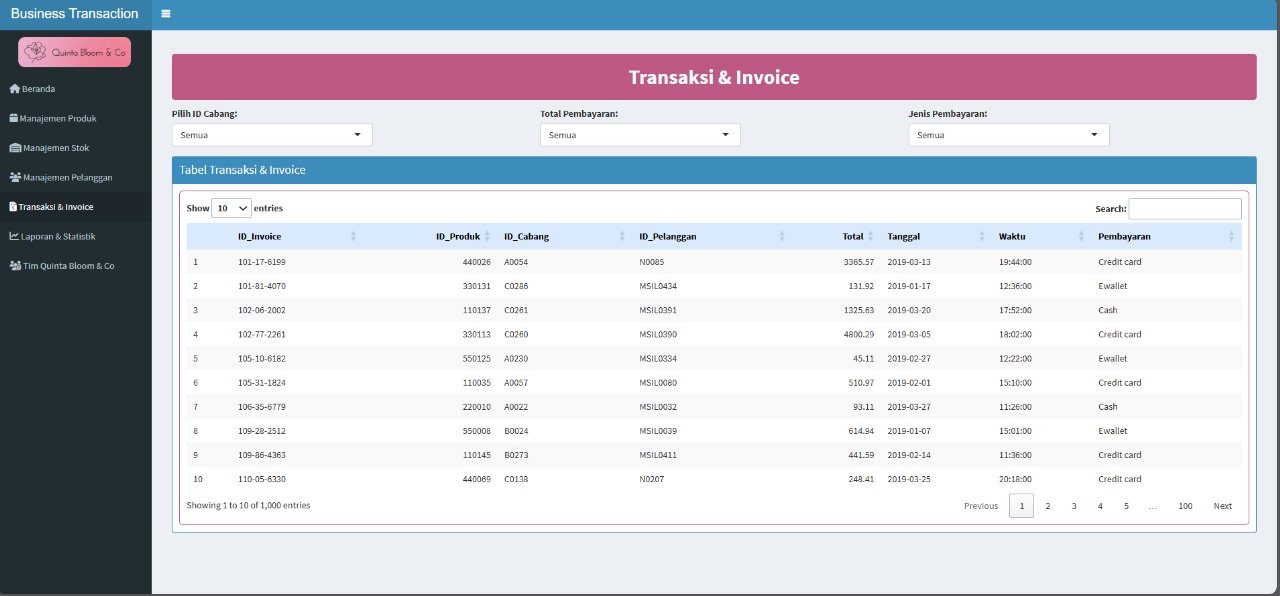 Business Transaction
Quinta Bloom & Co
Beranda
Manajemen Produk
Manajemen Stok
Manajemen Pelanggan
Transaksi & Invoice
Laporan & Statistik
Tim Quinta Bloom & Co
Transaksi & Invoice
Pilih ID Cabang: Total Pembayaran: Jenis Pembayaran:
Semua Semua Semua
Tabel Transaksi & Invoice
Show 10 entries Search:
ID_Invoice ID_Produk ID_Cabang ID_Pelanggan Total Tanggal Waktu Pembayaran
1 101-17-6199 440026 A0054 N0085 3365.57 2019-03-13 19:44:00 Credit card
2 101-81-4070 330131 C0286 MSIL0434 131.92 2019-01-17 12:36:00 Ewallet
3 102-06-2002 110137 C0261 MSIL0391 1325.63 2019-03-20 17:52:00 Cash
4 102-77-2261 330113 C0260 MSIL0390 4800.29 2019-03-05 18:02:00 Credit card
5 105-10-6182 550125 A0230 MSIL0334 45.11 2019-02-27 12:22:00 Ewallet
6 105-31-1824 110035 A0057 MSIL0080 510.97 2019-02-01 15:10:00 Credit card
7 106-35-6779 220010 A0022 MSIL0032 93.11 2019-03-27 11:26:00 Cash
8 109-28-2512 550008 B0024 MSIL0039 614.94 2019-01-07 15:01:00 Ewallet
9 109-86-4363 110145 B0273 MSIL0411 441.59 2019-02-14 11:36:00 Credit card
10 110-05-6330 440069 C0138 N0207 248.41 2019-03-25 20:18:00 Credit card
Showing 1 to 10 of 1,000 entries Previous 1 2 3 4 5 … 100 Next